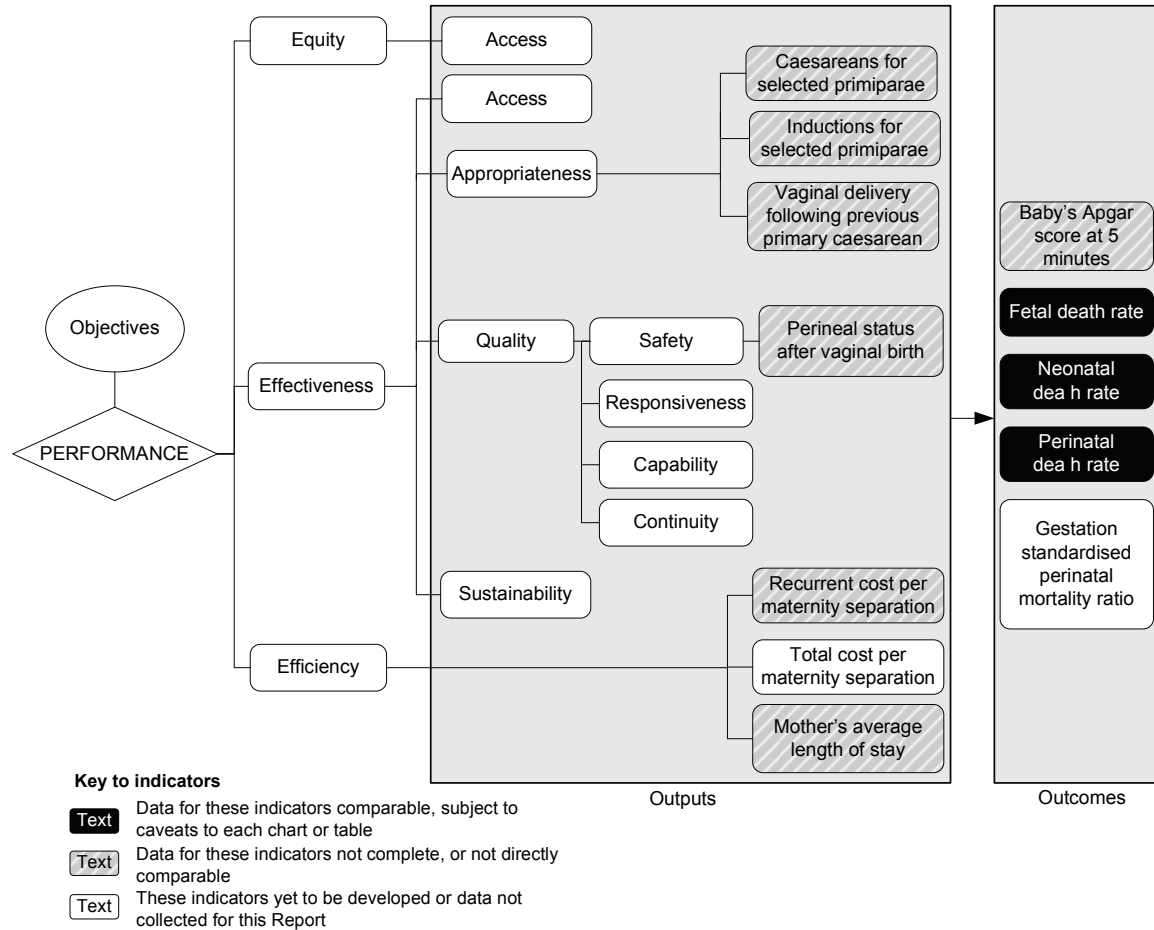 Equity
Access
Access
Caesareans for
selected primiparae
Inductions for
selected primiparae
Appropriateness
Vaginal delivery
following previous
primary caesarean
Baby's Apgar
score at 5
minutes
Objectives
Fetal death rate
Quality
Safety
Perineal status
after vaginal birth
Effectiveness
Neonatal
dea h rate
Responsiveness
PERFORMANCE
Capability
Perinatal
dea h rate
Continuity
Gestation
standardised
perinatal
mortality ratio
Sustainability
Recurrent cost per
maternity separation
Efficiency
Total cost per
maternity separation
Mother's average
length of stay
Outputs
Outcomes
Key to indicators
Text Data for these indicators comparable, subject to
caveats to each chart or table
Text Data for these indicators not complete, or not directly
comparable
Text These indicators yet to be developed or data not
collected for this Report